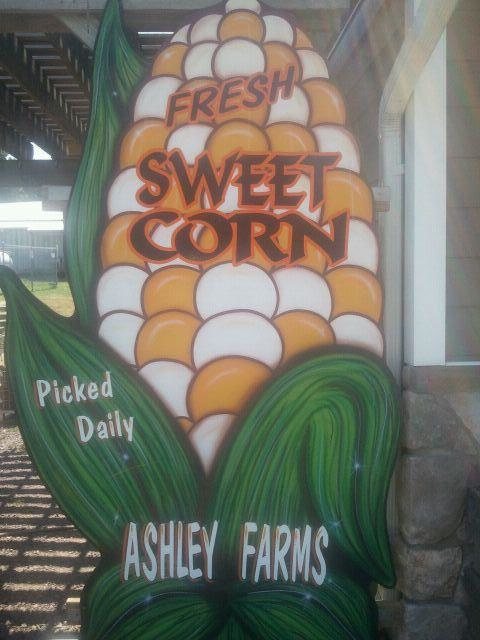 FRESH
SWEET
CORN
Picked
Daily
ASHLEY FARMS